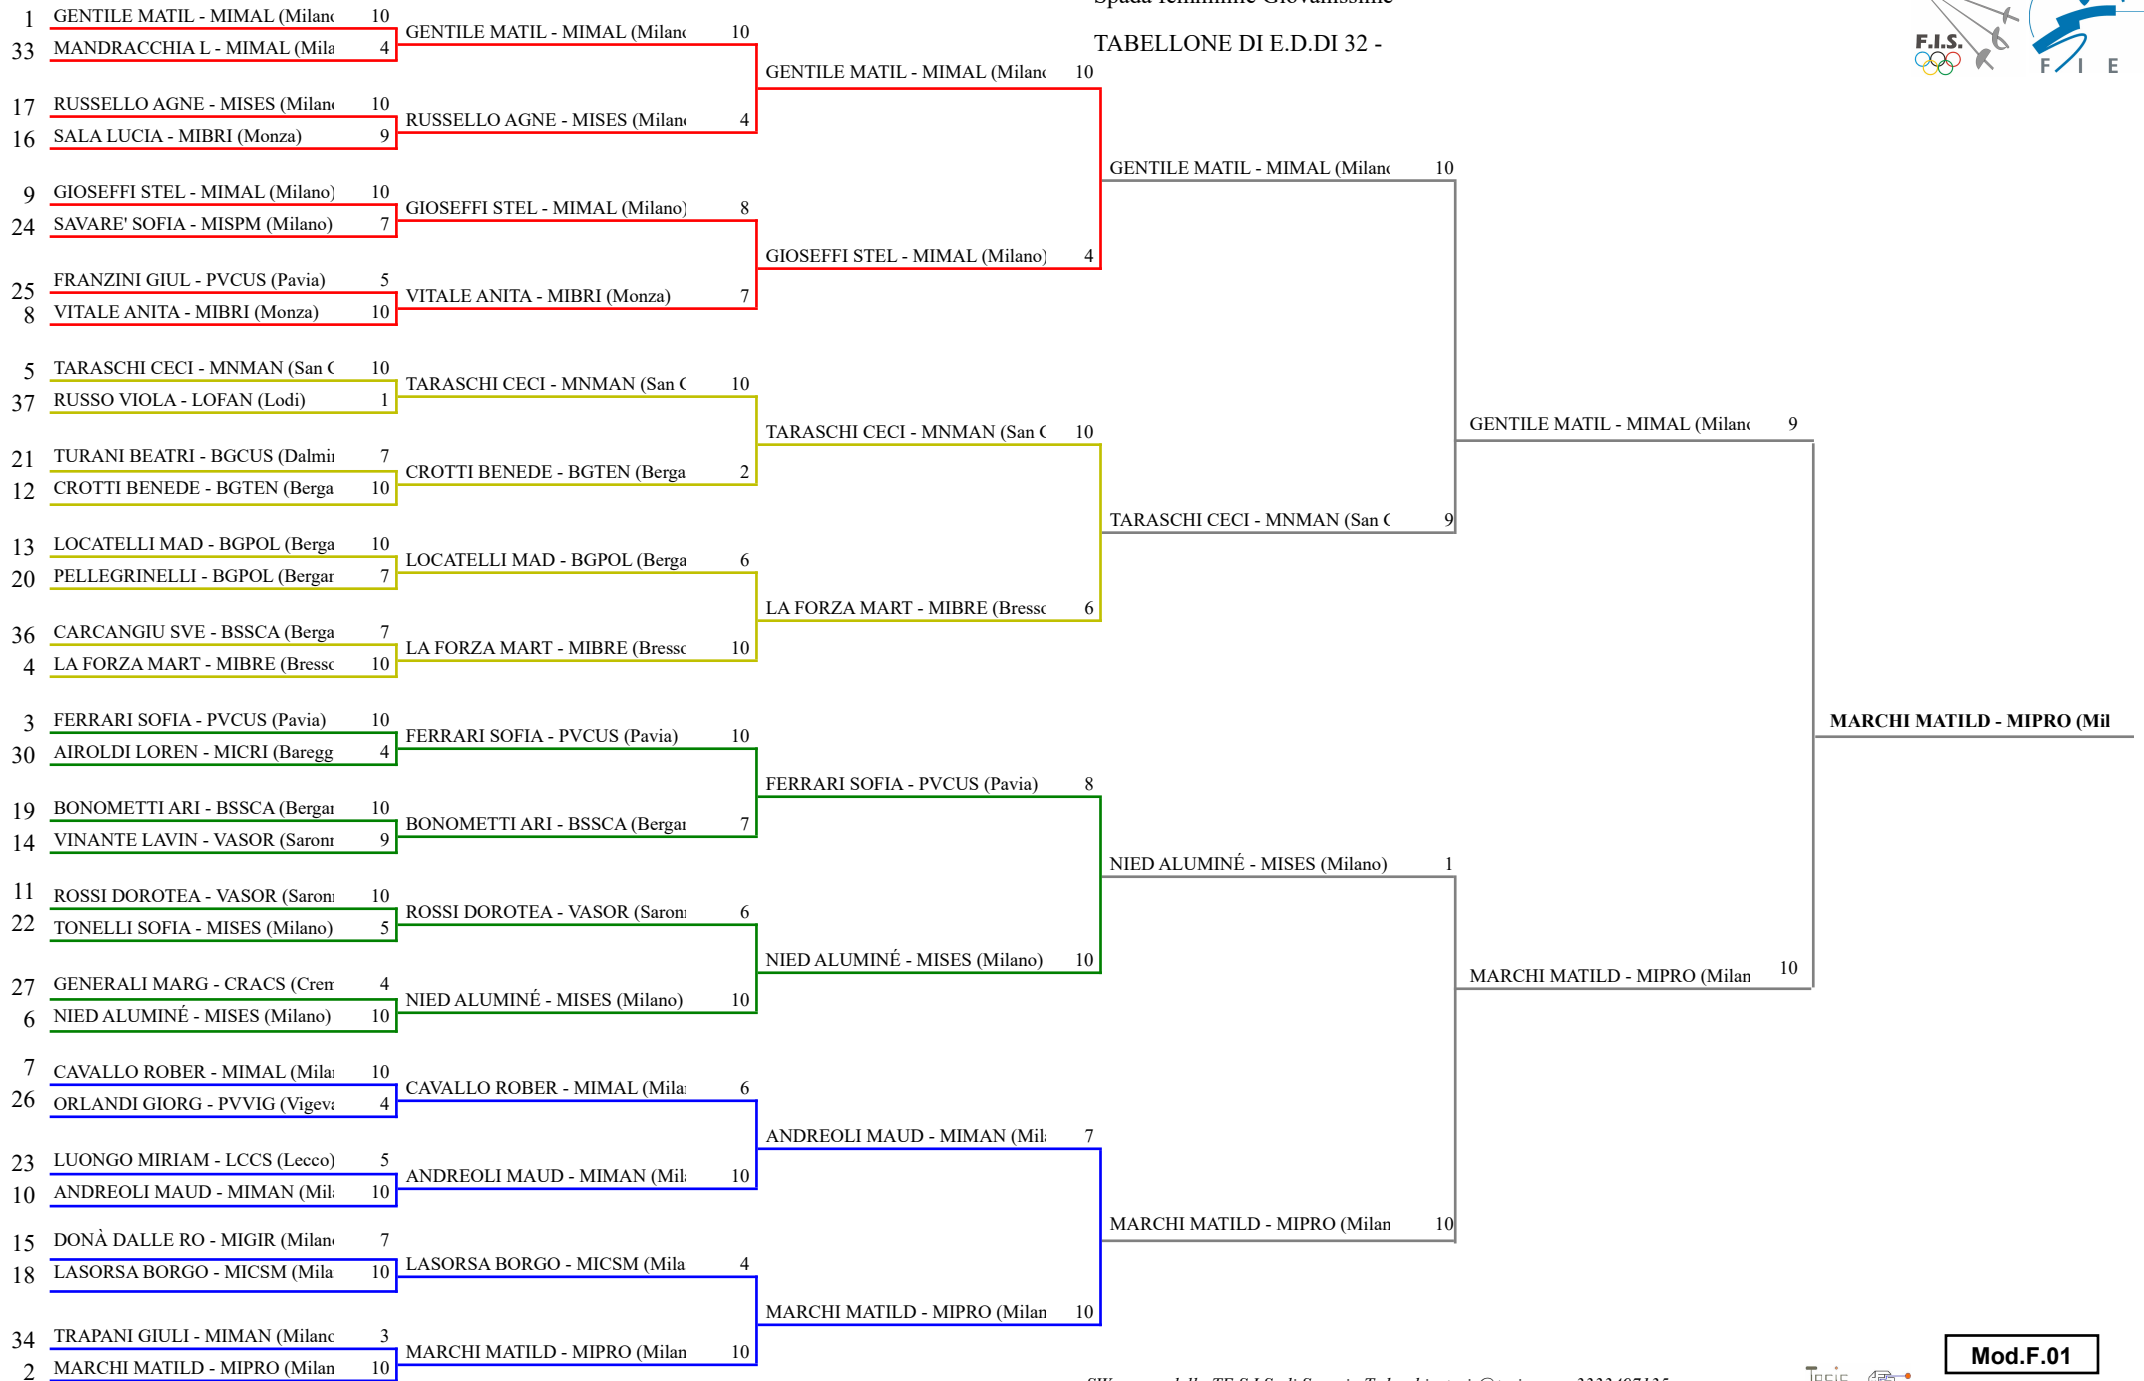 Spada femminile Giovanissime
TABELLONE DI E.D.DI 32 -
F.I.S.
F I E
1 GENTILE MATIL - MIMAL (Milano 10
33 MANDRACCHIA L - MIMAL (Mila 4
17 RUSSELLO AGNE - MISES (Milano 10
16 SALA LUCIA - MIBRI (Monza) 9
9 GIOSEFFI STEL - MIMAL (Milano) 10
24 SAVARE' SOFIA - MISPM (Milano) 7
25 FRANZINI GIUL - PVCUS (Pavia) 5
8 VITALE ANITA - MIBRI (Monza) 10
5 TARASCHI CECI - MNMAN (San 10
37 RUSSO VIOLA - LOFAN (Lodi) 1
21 TURANI BEATRI - BGCUS (Dalmi 7
12 CROTTI BENEDE - BGTEN (Berga 10
13 LOCATELLI MAD - BGPOL (Berga 10
20 PELLEGRINELLI - BGPOL (Bergar 7
36 CARCANGIU SVE - BSSCA (Berga 7
4 LA FORZA MART - MIBRE (Bresso 10
3 FERRARI SOFIA - PVCUS (Pavia) 10
30 AIROLDI LOREN - MICRI (Baregg 4
19 BONOMETTI ARI - BSSCA (Bergar 10
14 VINANTE LAVIN - VASOR (Saronn 9
11 ROSSI DOROTEA - VASOR (Saron 10
22 TONELLI SOFIA - MISES (Milano) 5
27 GENERALI MARG - CRACS (Crem 4
6 NIED ALUMINÉ - MISES (Milano) 10
7 CAVALLO ROBER - MIMAL (Mila 10
26 ORLANDI GIORG - PVVIG (Vigeva 4
23 LUONGO MIRIAM - LCCS (Lecco) 5
10 ANDREOLI MAUD - MIMAN (Mil 10
15 DONÀ DALLE RO - MIGIR (Milano 7
18 LASORSA BORGO - MICSM (Mila 10
34 TRAPANI GIULI - MIMAN (Milano 3
2 MARCHI MATILD - MIPRO (Milan 10
GENTILE MATIL - MIMAL (Milano 10
RUSSELLO AGNE - MISES (Milano 4
GIOSEFFI STEL - MIMAL (Milano) 8
VITALE ANITA - MIBRI (Monza) 7
TARASCHI CECI - MNMAN (San 10
CROTTI BENEDE - BGTEN (Berga 2
LOCATELLI MAD - BGPOL (Berga 6
LA FORZA MART - MIBRE (Bresso 10
FERRARI SOFIA - PVCUS (Pavia) 10
BONOMETTI ARI - BSSCA (Bergar 7
ROSSI DOROTEA - VASOR (Saron 6
NIED ALUMINÉ - MISES (Milano) 10
CAVALLO ROBER - MIMAL (Mila 6
ANDREOLI MAUD - MIMAN (Mil 10
LASORSA BORGO - MICSM (Mila 4
MARCHI MATILD - MIPRO (Milan 10
GENTILE MATIL - MIMAL (Milano 10
GIOSEFFI STEL - MIMAL (Milano) 4
TARASCHI CECI - MNMAN (San 10
LA FORZA MART - MIBRE (Bresso 6
FERRARI SOFIA - PVCUS (Pavia) 8
NIED ALUMINÉ - MISES (Milano) 10
ANDREOLI MAUD - MIMAN (Mil 7
MARCHI MATILD - MIPRO (Milan 10
GENTILE MATIL - MIMAL (Milano 10
TARASCHI CECI - MNMAN (San 9
NIED ALUMINÉ - MISES (Milano) 1
MARCHI MATILD - MIPRO (Milan 10
GENTILE MATIL - MIMAL (Milano 9
MARCHI MATILD - MIPRO (Milan 10
MARCHI MATILD - MIPRO (Mil
Mod.F.01